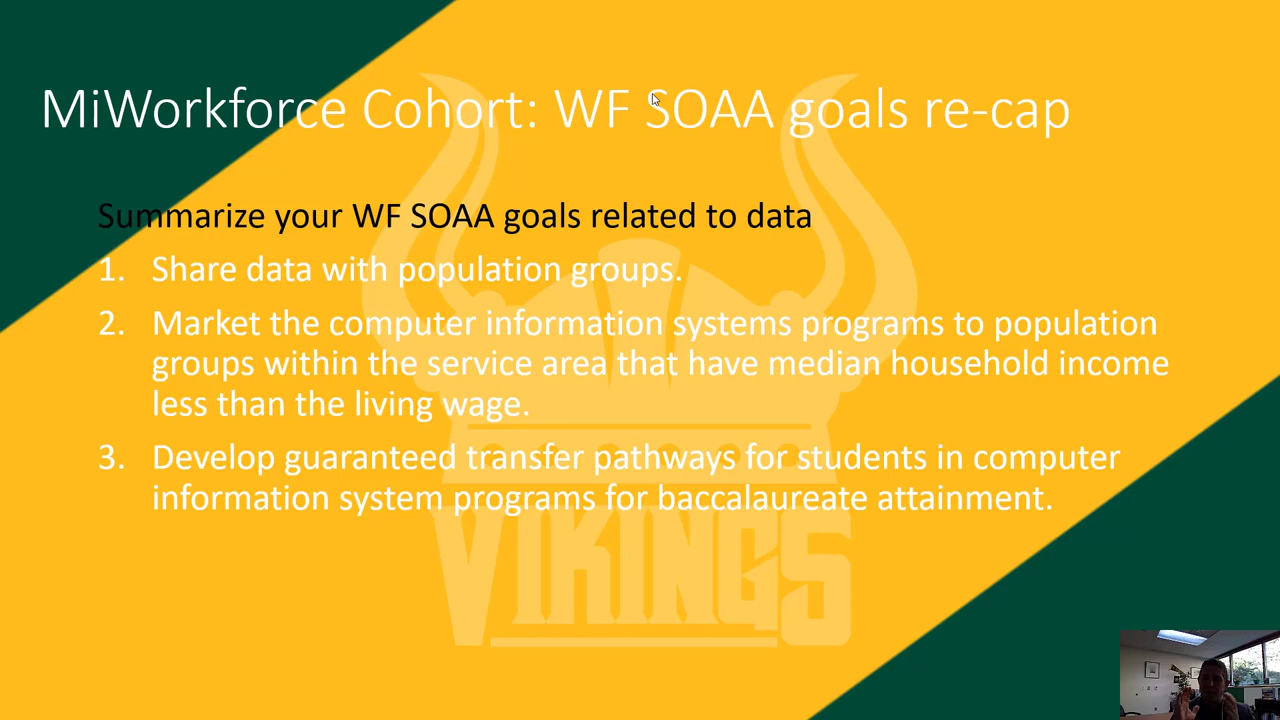 MiWorkforce Cohort: WF SOAA goals re-cap
Summarize your WF SOAA goals related to data
1. Share data with population groups.
2. Market the computer information systems programs to population
groups within the service area that have median household income
less than the living wage.
3. Develop guaranteed transfer pathways for students in computer
information system programs for baccalaureate attainment.
VIKINGS